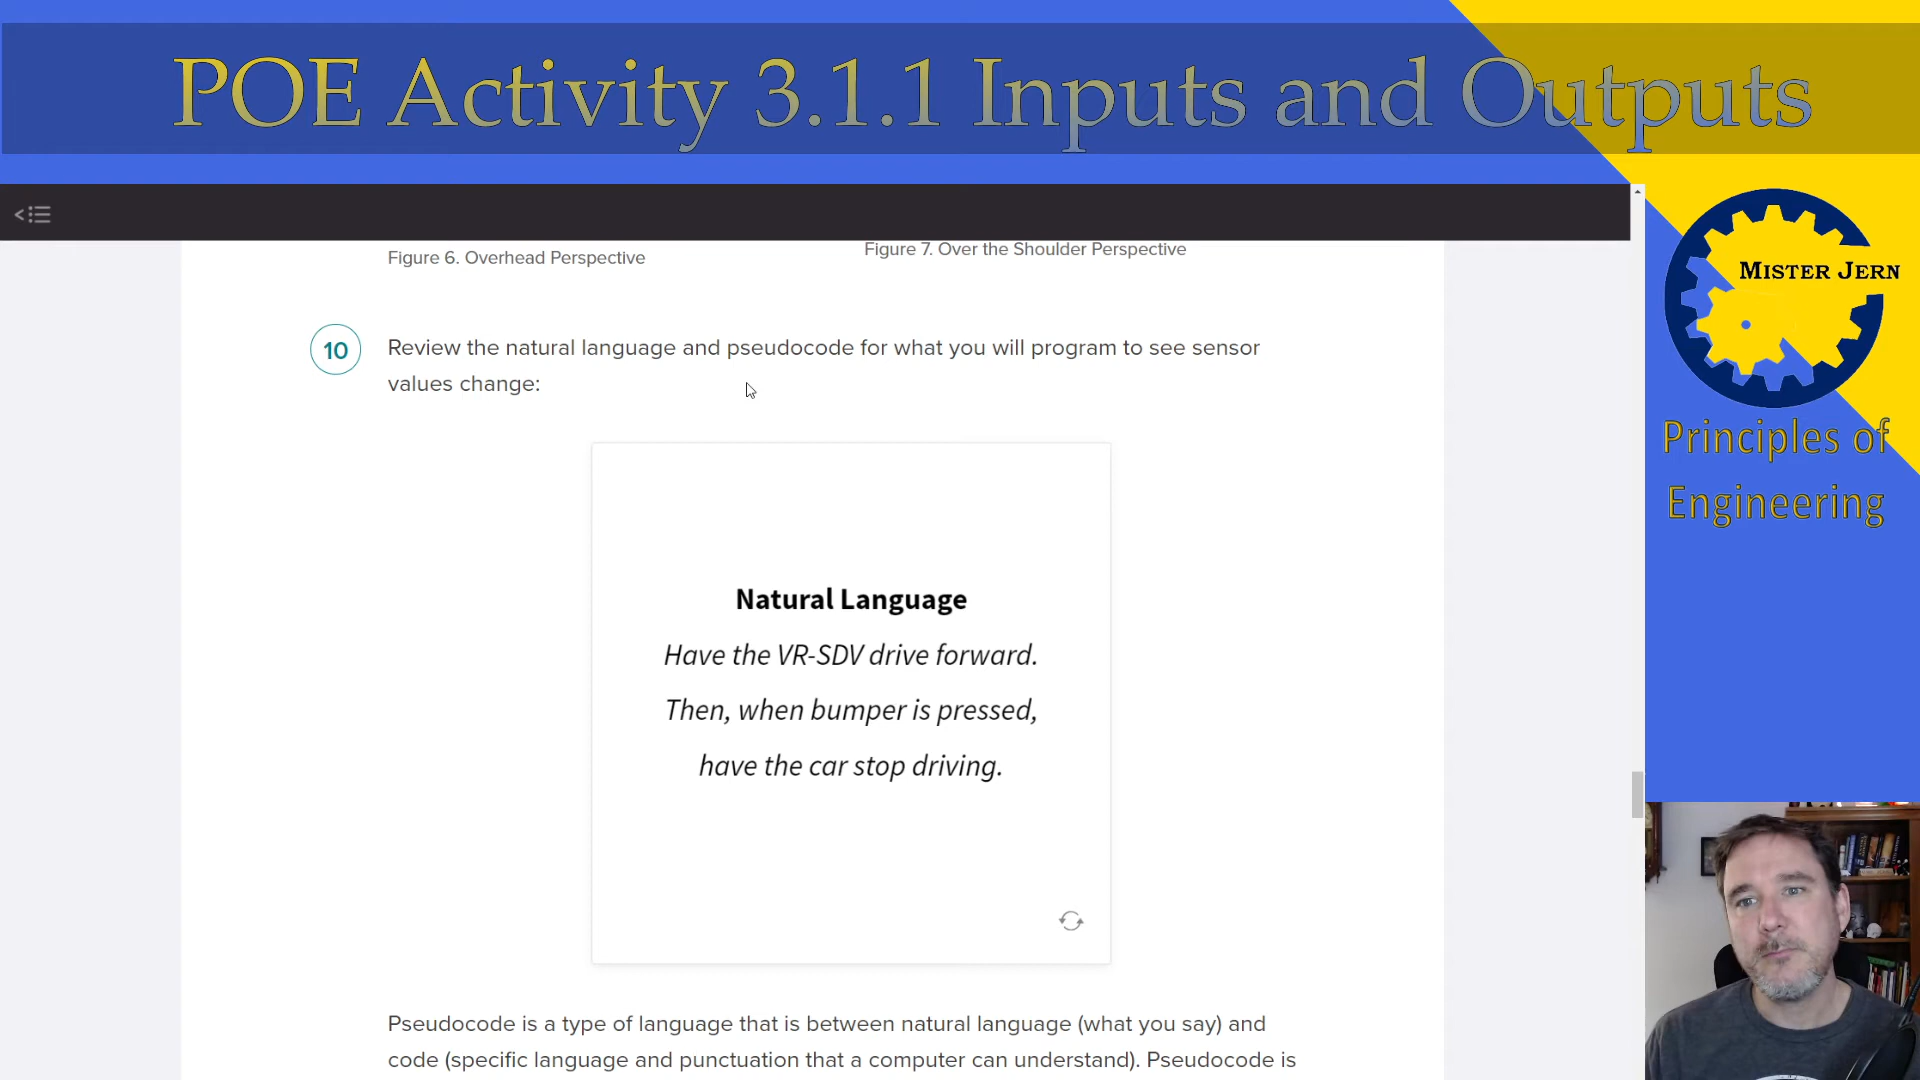 POE Activity 3.1.1 Inputs and Outputs
Figure 6. Overhead Perspective
Figure 7. Over the Shoulder Perspective
MISTER JERN
Principles of
Engineering
10
Review the natural language and pseudocode for what you will program to see sensor
values change:
Natural Language
Have the VR-SDV drive forward.
Then, when bumper is pressed,
have the car stop driving.
Pseudocode is a type of language that is between natural language (what you say) and
code (specific language and punctuation that a computer can understand). Pseudocode is